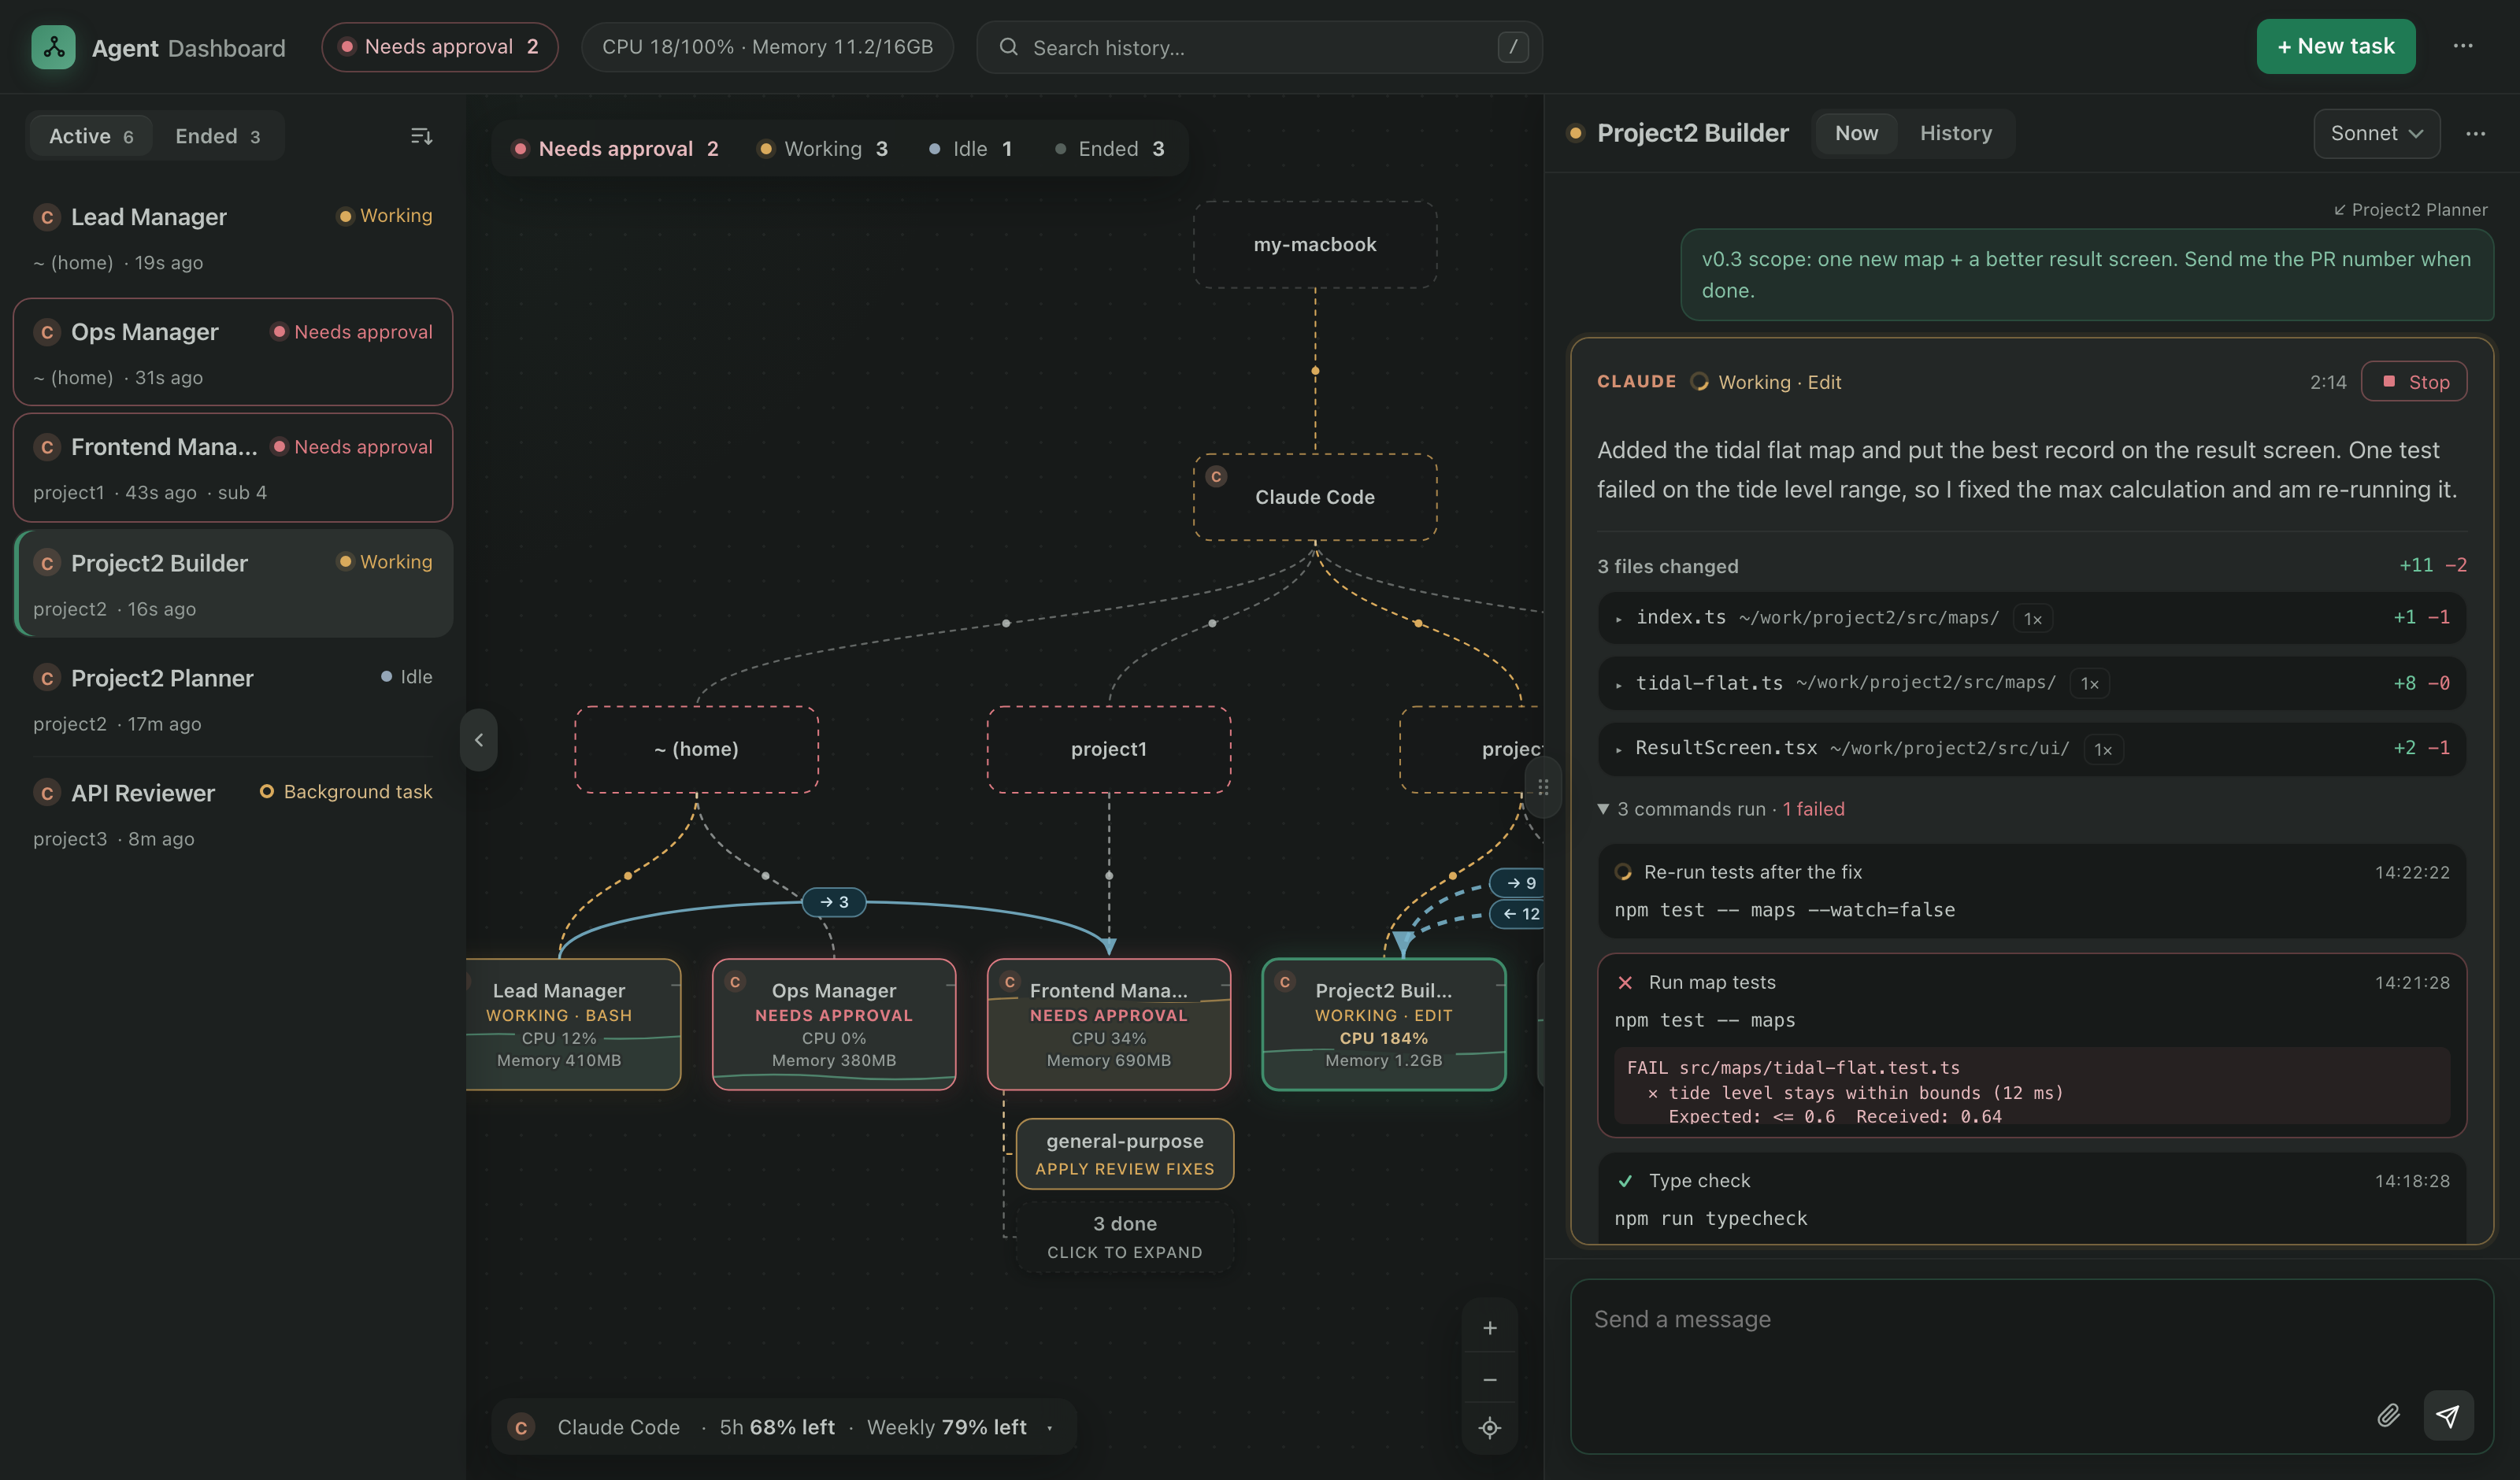 Agent Dashboard
Needs approval 2
CPU 18/100% · Memory 11.2/16GB
Search history...
/
+ New task
Active 6
Ended 3
C Lead Manager Working
~ (home) · 19s ago
C Ops Manager Needs approval
~ (home) · 31s ago
C Frontend Mana... Needs approval
project1 · 43s ago · sub 4
C Project2 Builder Working
project2 · 16s ago
C Project2 Planner Idle
project2 · 17m ago
C API Reviewer Background task
project3 · 8m ago
Needs approval 2 Working 3 Idle 1 Ended 3
my-macbook
C
Claude Code
~ (home)
project1
projec
→ 3
→ 9
← 12
Lead Manager
WORKING · BASH
CPU 12%
Memory 410MB
C Ops Manager
NEEDS APPROVAL
CPU 0%
Memory 380MB
C Frontend Mana...
NEEDS APPROVAL
CPU 34%
Memory 690MB
C Project2 Buil...
WORKING · EDIT
CPU 184%
Memory 1.2GB
general-purpose
APPLY REVIEW FIXES
3 done
CLICK TO EXPAND
+
−
C Claude Code · 5h 68% left · Weekly 79% left
Project2 Builder
Now
History
Sonnet
↙ Project2 Planner
v0.3 scope: one new map + a better result screen. Send me the PR number when
done.
CLAUDE Working · Edit 2:14 Stop
Added the tidal flat map and put the best record on the result screen. One test
failed on the tide level range, so I fixed the max calculation and am re-running it.
3 files changed +11 −2
index.ts ~/work/project2/src/maps/ 1× +1 −1
tidal-flat.ts ~/work/project2/src/maps/ 1× +8 −0
ResultScreen.tsx ~/work/project2/src/ui/ 1× +2 −1
3 commands run · 1 failed
Re-run tests after the fix 14:22:22
npm test -- maps --watch=false
Run map tests 14:21:28
npm test -- maps
FAIL src/maps/tidal-flat.test.ts
× tide level stays within bounds (12 ms)
Expected: <= 0.6 Received: 0.64
Type check 14:18:28
npm run typecheck
Send a message